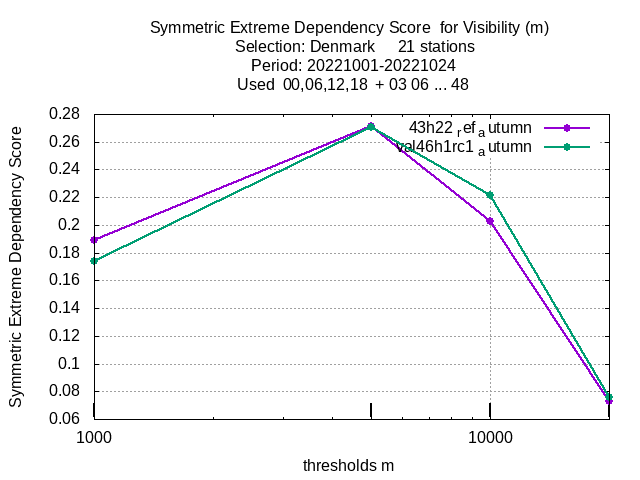 Symmetric Extreme Dependency Score  for Visibility (m)
Selection: Denmark     21 stations
Period: 20221001-20221024
Used  00,06,12,18  + 03 06 ... 48
Symmetric Extreme Dependency Score
0.28
0.26
0.24
0.22
0.2
0.18
0.16
0.14
0.12
0.1
0.08
0.06
43h22 refautumn
val46h1rc1 autumn
1000
10000
thresholds m